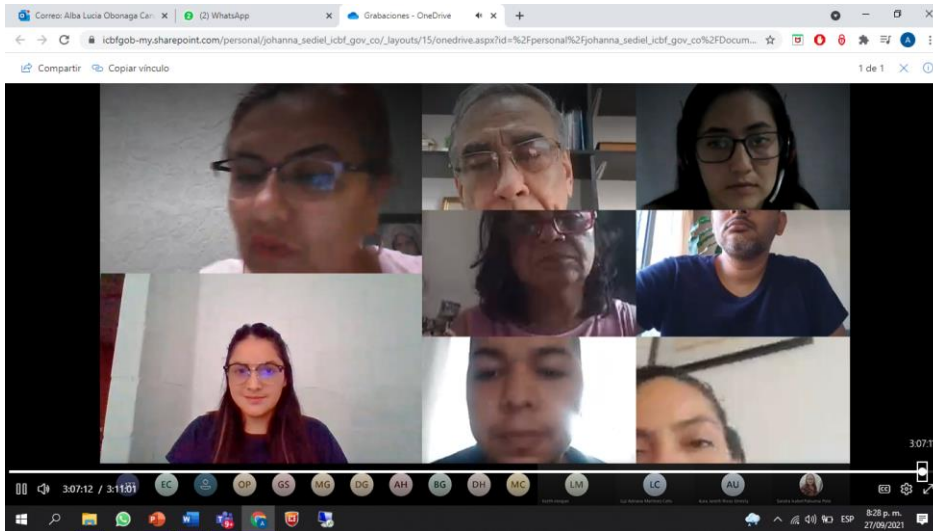 Correo: Alba Lucia Obonaga Car
(2) WhatsApp
Grabaciones - OneDrive
icbfgob-my.sharepoint.com/personal/johanna_sediel_icbf_gov_co/_layouts/15/onedrive.aspx?id=%2Fpersonal%2Fjohanna_sediel_icbf_gov_co%2FDocum...
A
Compartir
Copiar vínculo
1 de 1
3:07:1
3:07:12 / 3:11:01
EC
OP
GS
MG
DG
AH
BG
DH
MC
LM
LC
AU
ESP
8:28 p. m.
27/09/2021